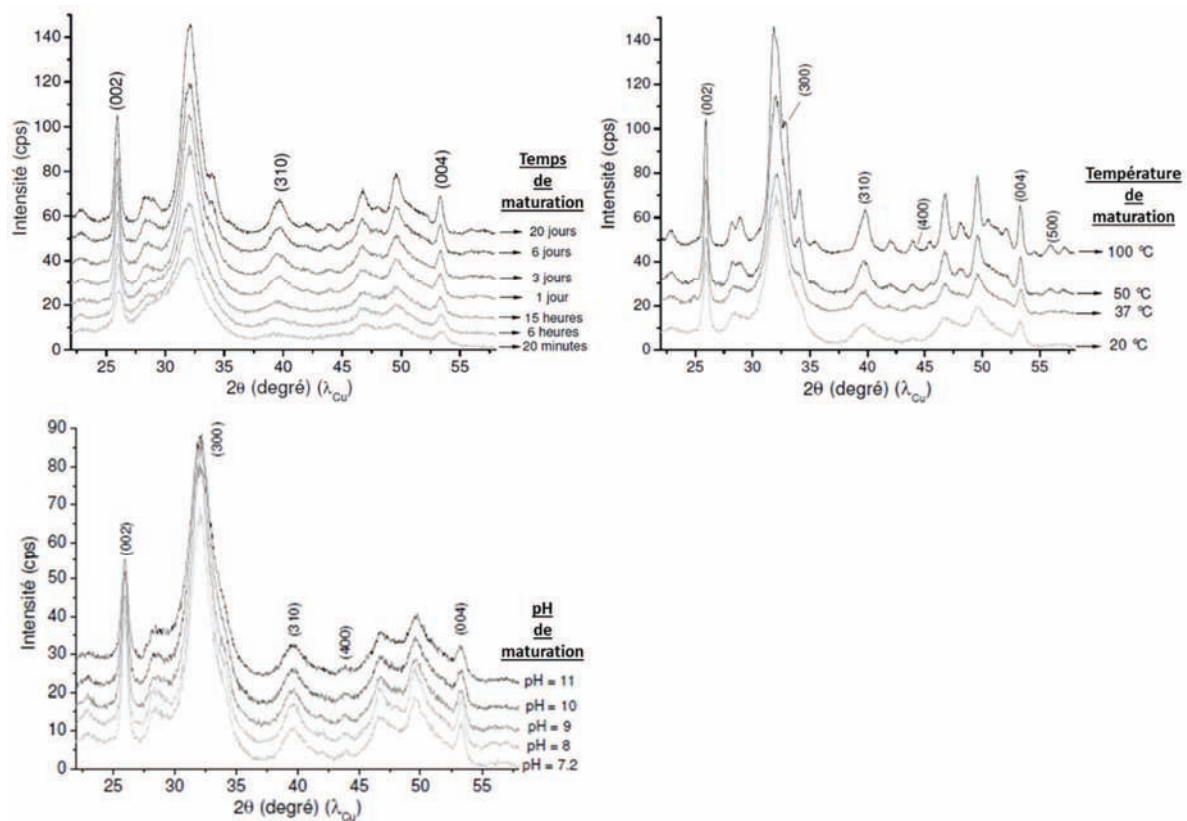 Intensité (cps)
140
120
100
80
60
40
20
0
(002)
(310)
(004)
Temps
de
maturation
20 jours
6 jours
3 jours
1 jour
15 heures
6 heures
20 minutes
25
30
35
40
45
50
55
2θ (degré) (λCu)
Intensité (cps)
140
120
100
80
60
40
20
0
(002)
(300)
(310)
(400)
(004)
(500)
Température
de
maturation
100 °C
50 °C
37 °C
20 °C
25
30
35
40
45
50
55
2θ (degré) (λCu)
Intensité (cps)
90
80
70
60
50
40
30
20
10
0
(002)
(300)
(310)
(400)
(004)
pH
de
maturation
pH = 11
pH = 10
pH = 9
pH = 8
pH = 7.2
25
30
35
40
45
50
55
2θ (degré) (λCu)